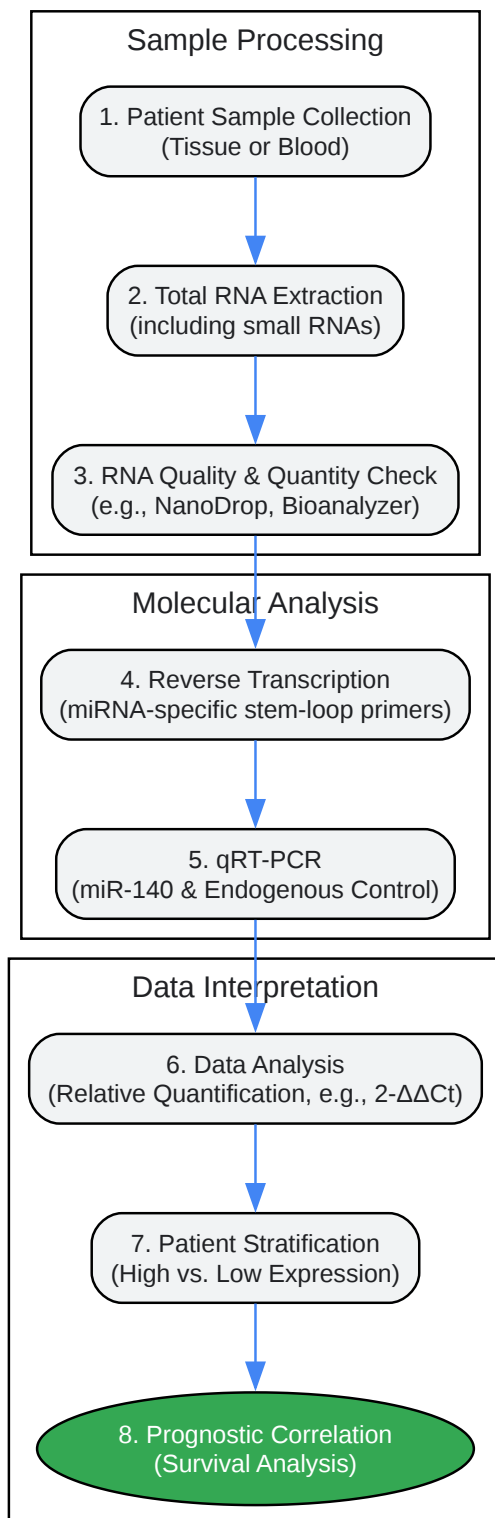 Sample Processing
1. Patient Sample Collection
(Tissue or Blood)
2. Total RNA Extraction
(including small RNAs)
3. RNA Quality & Quantity Check
(e.g., NanoDrop, Bioanalyzer)
Molecular Analysis
4. Reverse Transcription
(miRNA-specific stem-loop primers)
5. qRT-PCR
(miR-140 & Endogenous Control)
Data Interpretation
6. Data Analysis
(Relative Quantification, e.g., 2-ΔΔCt)
7. Patient Stratification
(High vs. Low Expression)
8. Prognostic Correlation
(Survival Analysis)